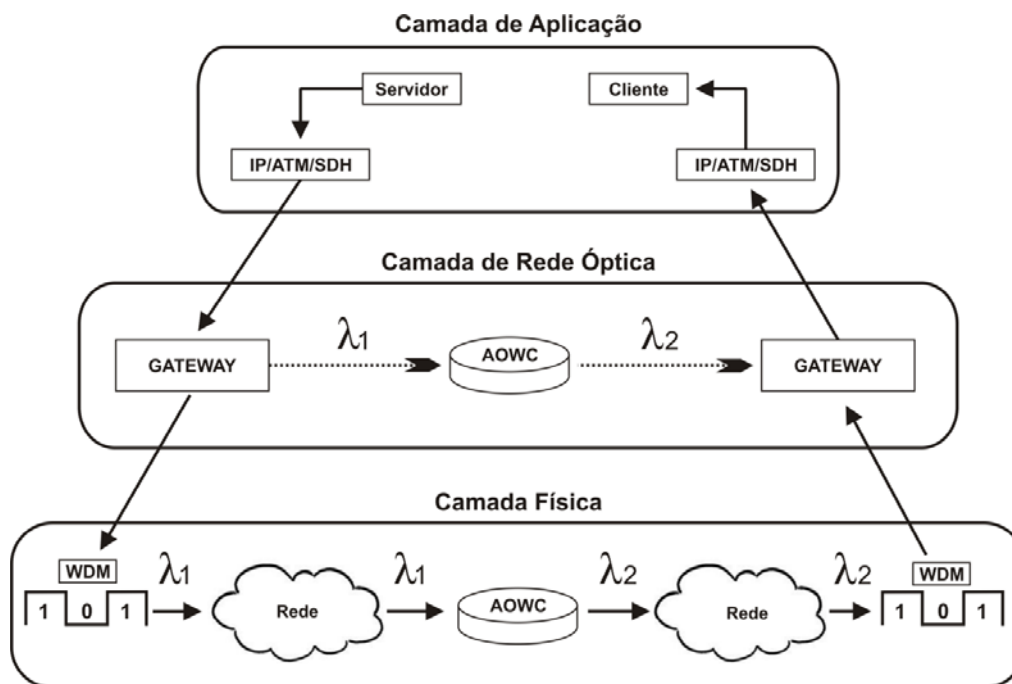 Camada de Aplicação
Servidor
Cliente
IP/ATM/SDH
IP/ATM/SDH
Camada de Rede Óptica
GATEWAY
λ1
AOWC
λ2
GATEWAY
Camada Física
WDM
1 0 1
λ1
Rede
λ1
AOWC
λ2
Rede
λ2
WDM
1 0 1